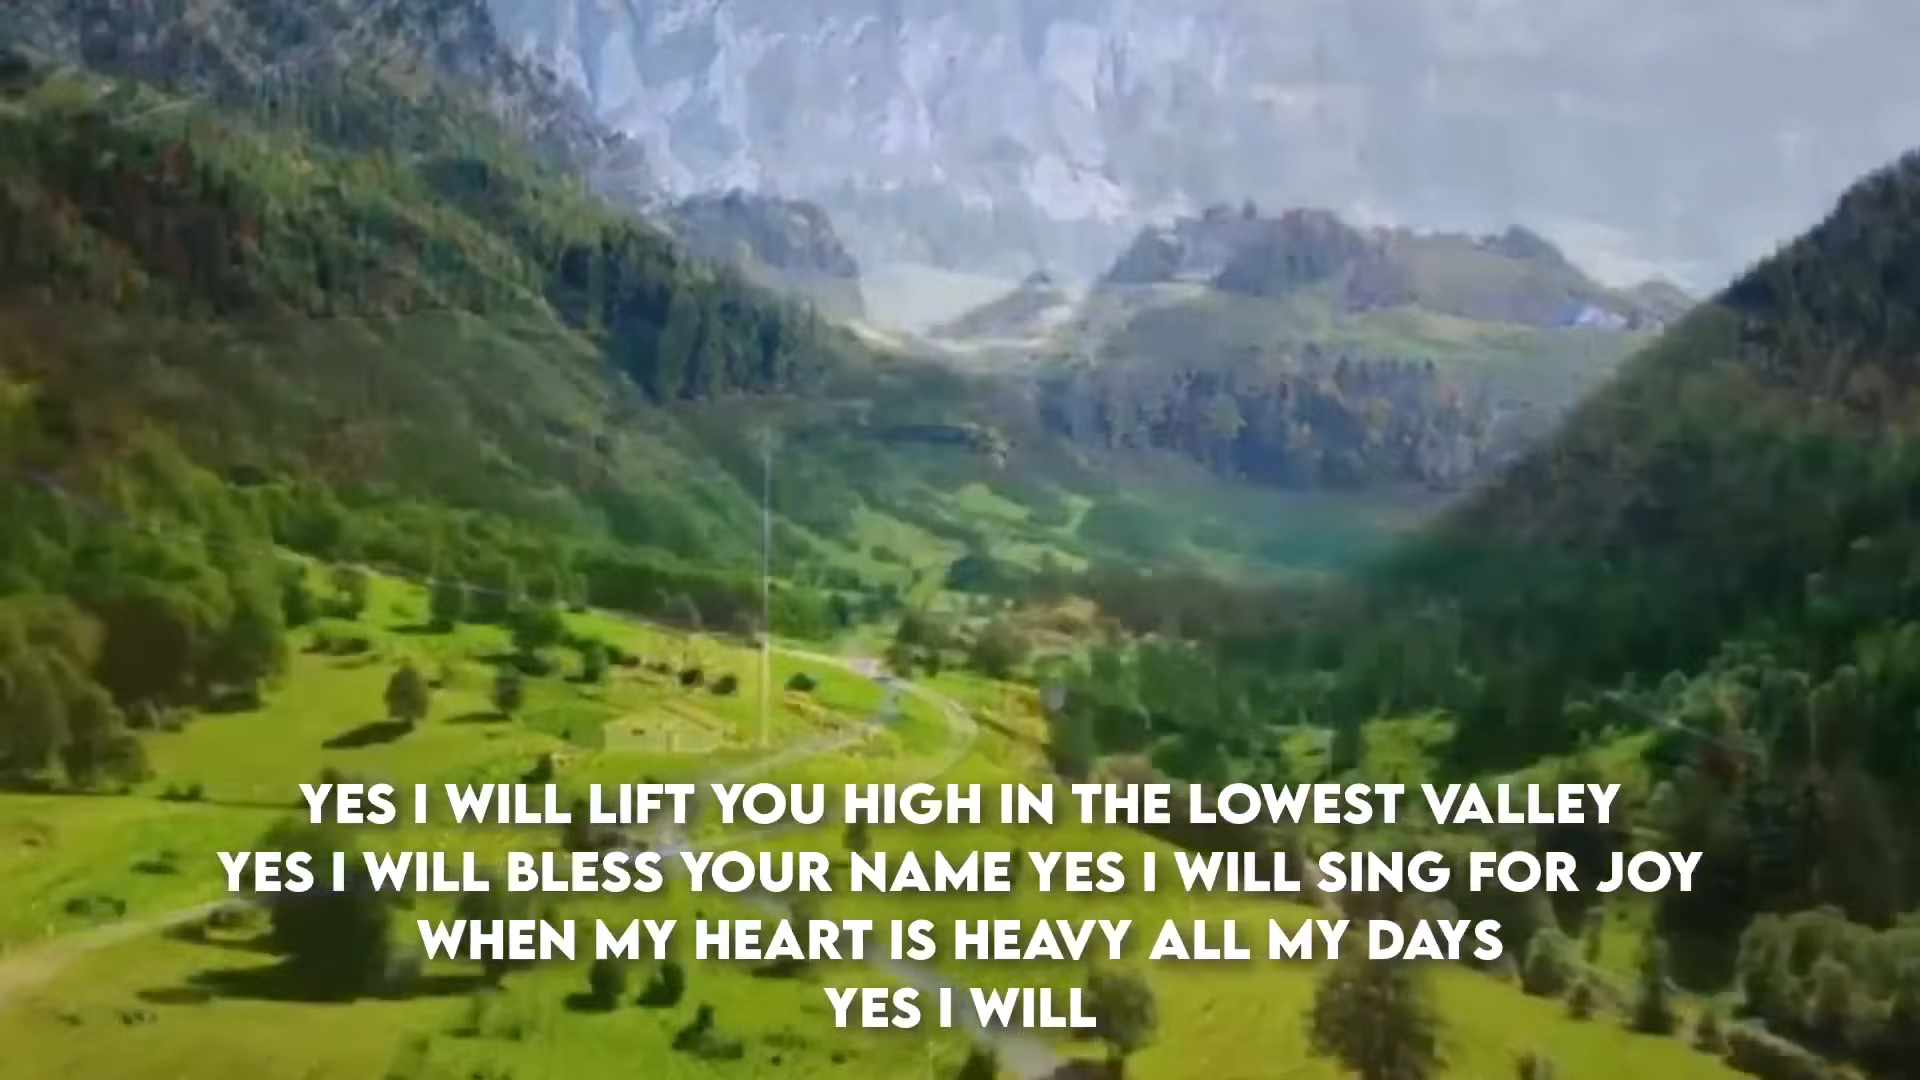 YES I WILL LIFT YOU HIGH IN THE LOWEST VALLEY
YES I WILL BLESS YOUR NAME YES I WILL SING FOR JOY
WHEN MY HEART IS HEAVY ALL MY DAYS
YES I WILL